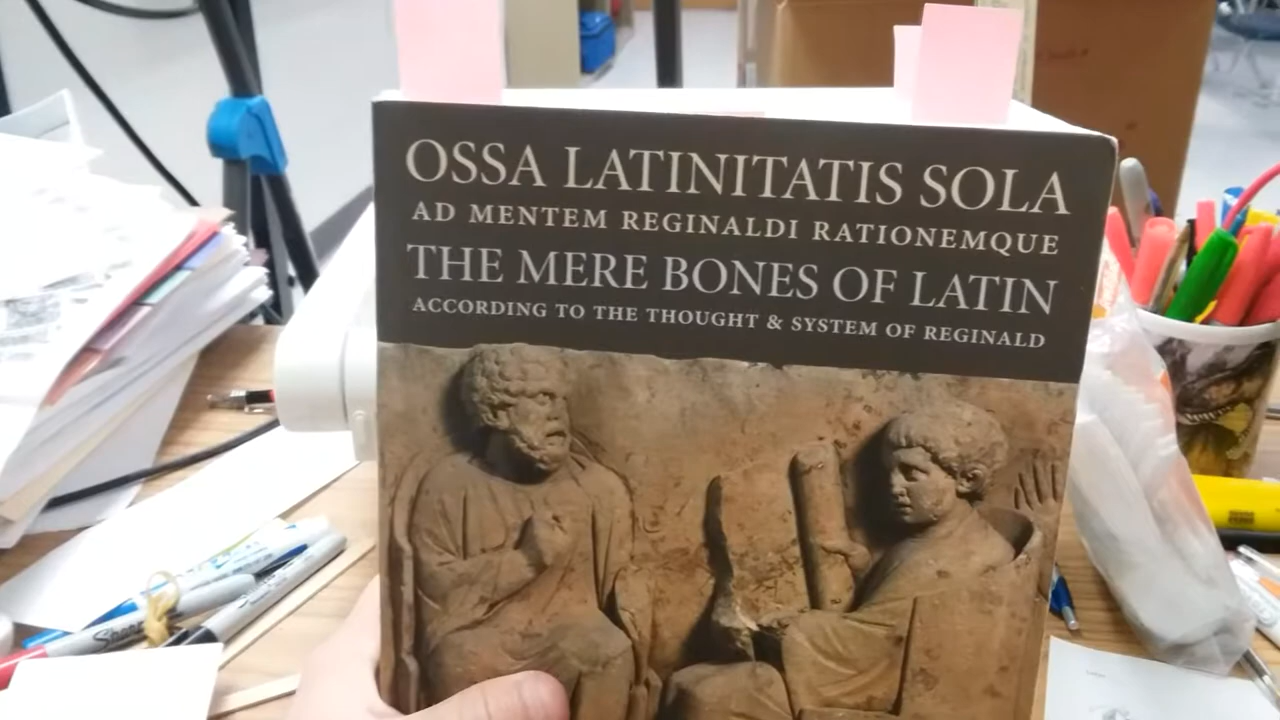 OSSA LATINITATIS SOLA
AD MENTEM REGINALDI RATIONEMQUE
THE MERE BONES OF LATIN
ACCORDING TO THE THOUGHT & SYSTEM OF REGINALD